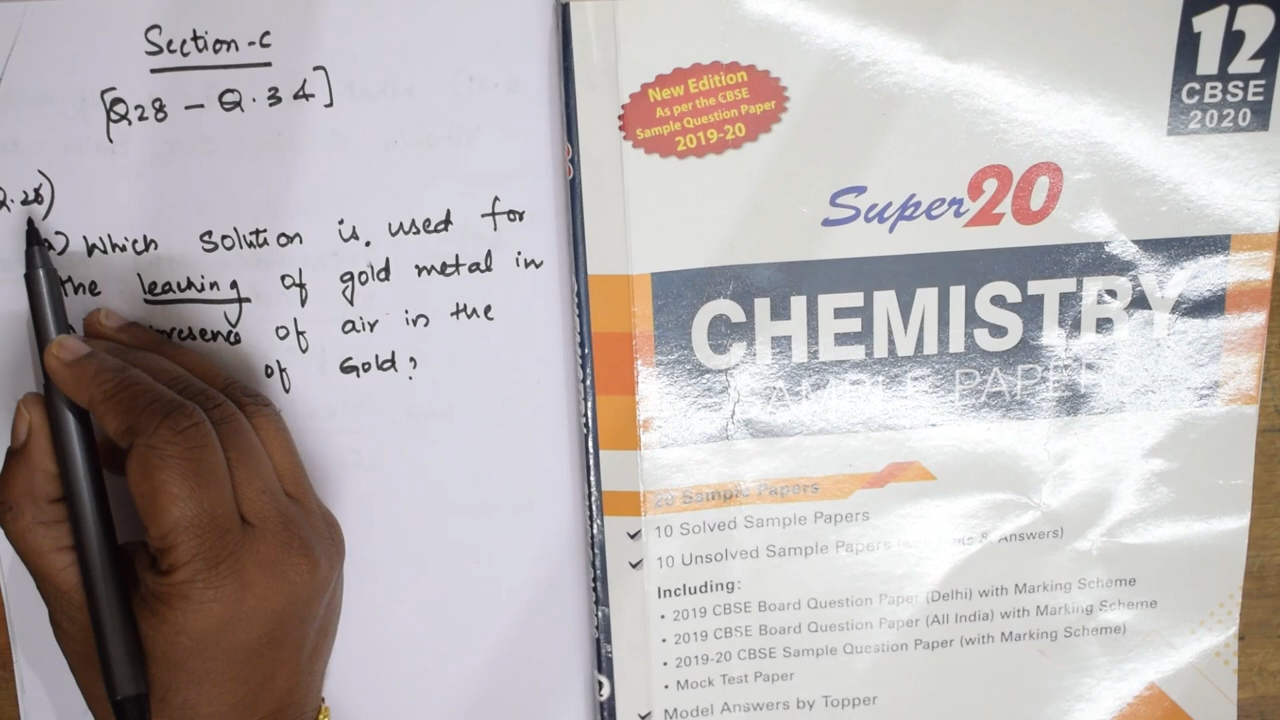 Section-C
[Q28 - Q.34]
Q.28)
a) Which solution is used for
the leaching of gold metal in
presence of air in the
of Gold?
12
CBSE
2020
New Edition
As per the CBSE
Sample Question Paper
2019-20
Super20
CHEMISTRY
SAMPLE PAPER
20 Sample Papers
10 Solved Sample Papers
10 Unsolved Sample Papers Answers)
Including:
• 2019 CBSE Board Question Paper (Delhi) with Marking Scheme
• 2019 CBSE Board Question Paper (All India) with Marking Scheme
• 2019-20 CBSE Sample Question Paper (with Marking Scheme)
• Mock Test Paper
Model Answers by Topper